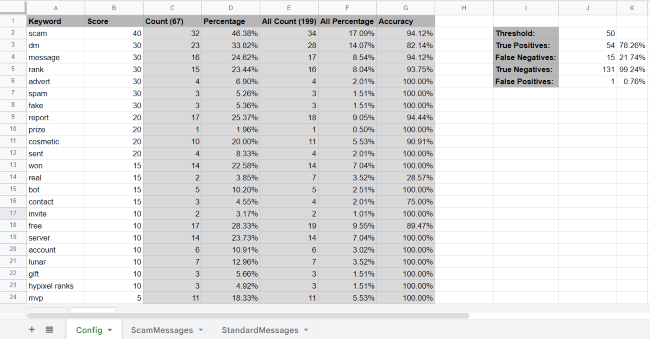 A B C D E F G H I J K
1 Keyword Score Count (67) Percentage All Count (199) All Percentage Accuracy
2 scam 40 32 46.38% 34 17.09% 94.12% Threshold: 50
3 dm 30 23 33.82% 28 14.07% 82.14% True Positives: 54 78.26%
4 message 30 16 24.62% 17 8.54% 94.12% False Negatives: 15 21.74%
5 rank 30 15 23.44% 16 8.04% 93.75% True Negatives: 131 99.24%
6 advert 30 4 6.90% 4 2.01% 100.00% False Positives: 1 0.76%
7 spam 30 3 5.26% 3 1.51% 100.00%
8 fake 30 3 5.36% 3 1.51% 100.00%
9 report 20 17 25.37% 18 9.05% 94.44%
10 prize 20 1 1.96% 1 0.50% 100.00%
11 cosmetic 20 10 20.00% 11 5.53% 90.91%
12 sent 20 4 8.33% 4 2.01% 100.00%
13 won 15 14 22.58% 14 7.04% 100.00%
14 real 15 2 3.85% 7 3.52% 28.57%
15 bot 15 5 10.20% 5 2.51% 100.00%
16 contact 15 3 4.55% 4 2.01% 75.00%
17 invite 10 2 3.17% 2 1.01% 100.00%
18 free 10 17 28.33% 19 9.55% 89.47%
19 server 10 14 23.73% 14 7.04% 100.00%
20 account 10 6 10.91% 6 3.02% 100.00%
21 lunar 10 7 12.96% 7 3.52% 100.00%
22 gift 10 3 5.66% 3 1.51% 100.00%
23 hypixel ranks 10 3 4.92% 3 1.51% 100.00%
24 mvp 5 11 18.33% 11 5.53% 100.00%
Config ScamMessages StandardMessages